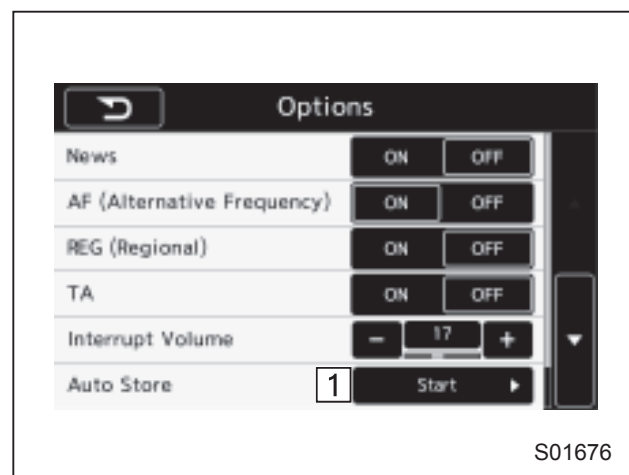 Options
News ON OFF
AF (Alternative Frequency) ON OFF
REG (Regional) ON OFF
TA ON OFF
Interrupt Volume − 17 +
Auto Store 1 Start
S01676